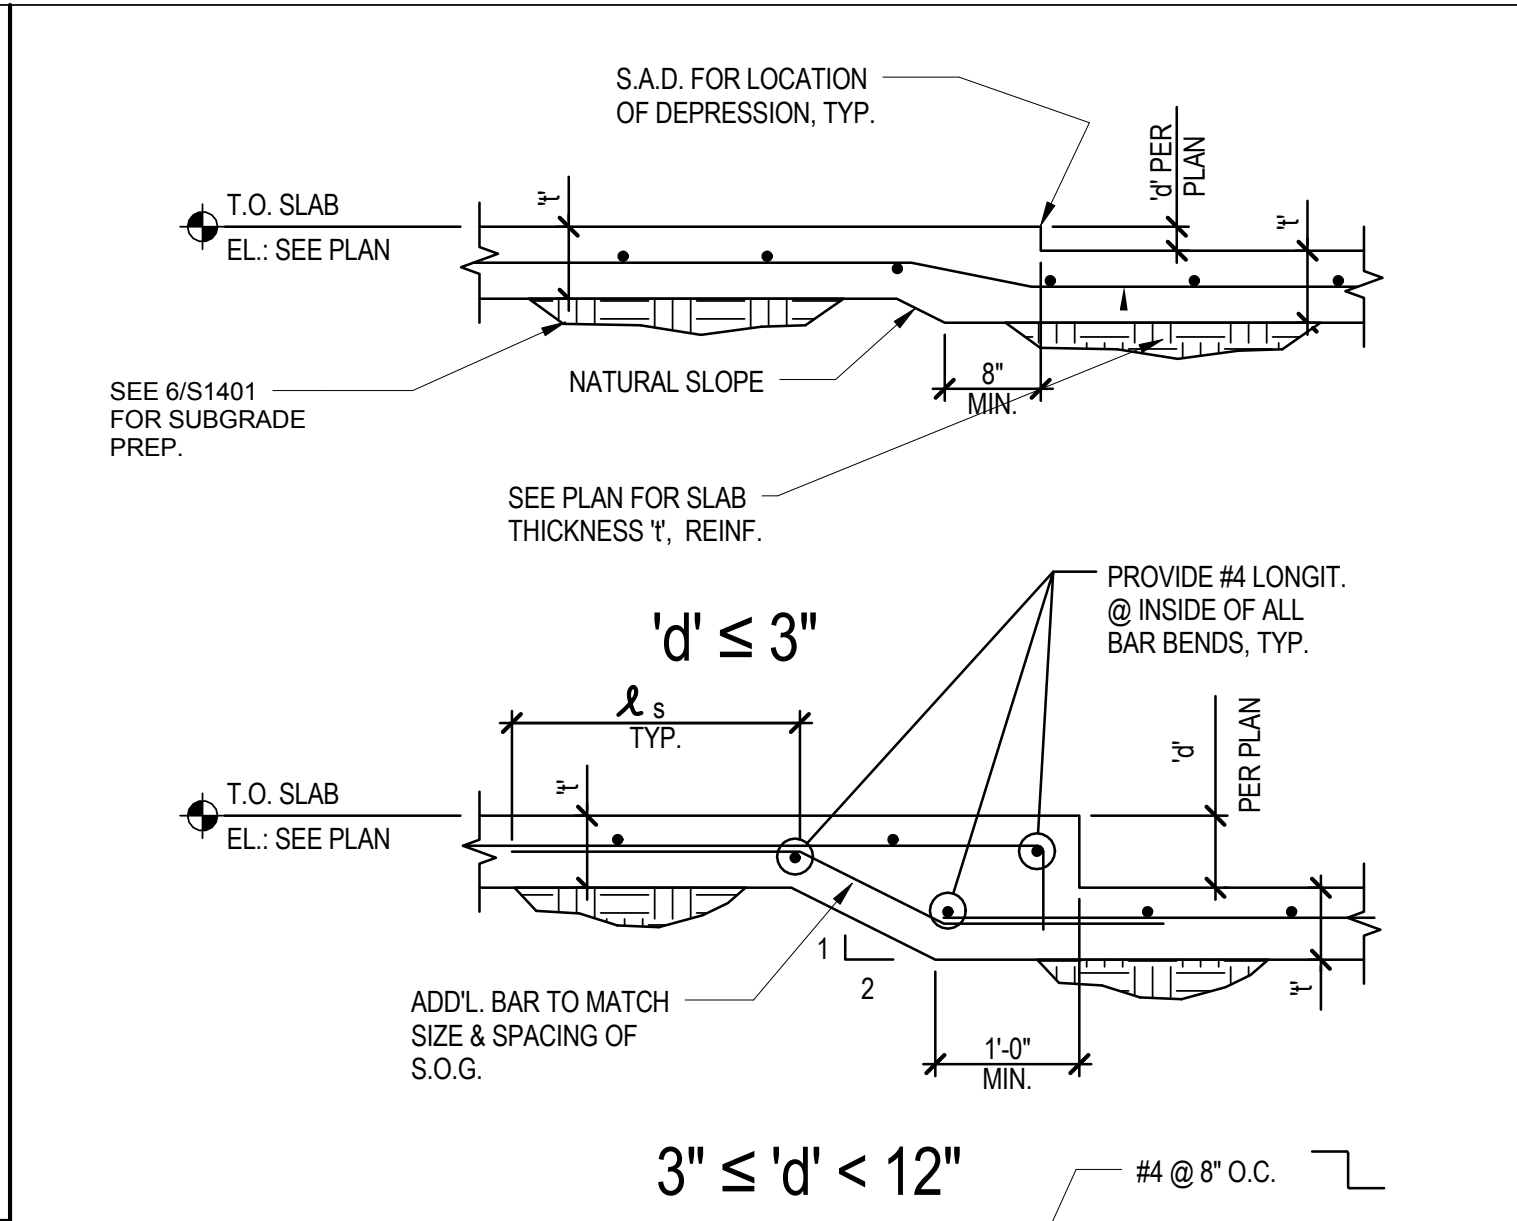 S.A.D. FOR LOCATION
OF DEPRESSION, TYP.
'd' PER
PLAN
't'
't'
T.O. SLAB
EL.: SEE PLAN
8"
MIN.
NATURAL SLOPE
SEE 6/S1401
FOR SUBGRADE
PREP.
SEE PLAN FOR SLAB
THICKNESS 't', REINF.
'd' ≤ 3"
PROVIDE #4 LONGIT.
@ INSIDE OF ALL
BAR BENDS, TYP.
ℓ s
TYP.
'd'
PER PLAN
't'
T.O. SLAB
EL.: SEE PLAN
1
2
't'
ADD'L. BAR TO MATCH
SIZE & SPACING OF
S.O.G.
1'-0"
MIN.
3" ≤ 'd' < 12"
#4 @ 8" O.C.